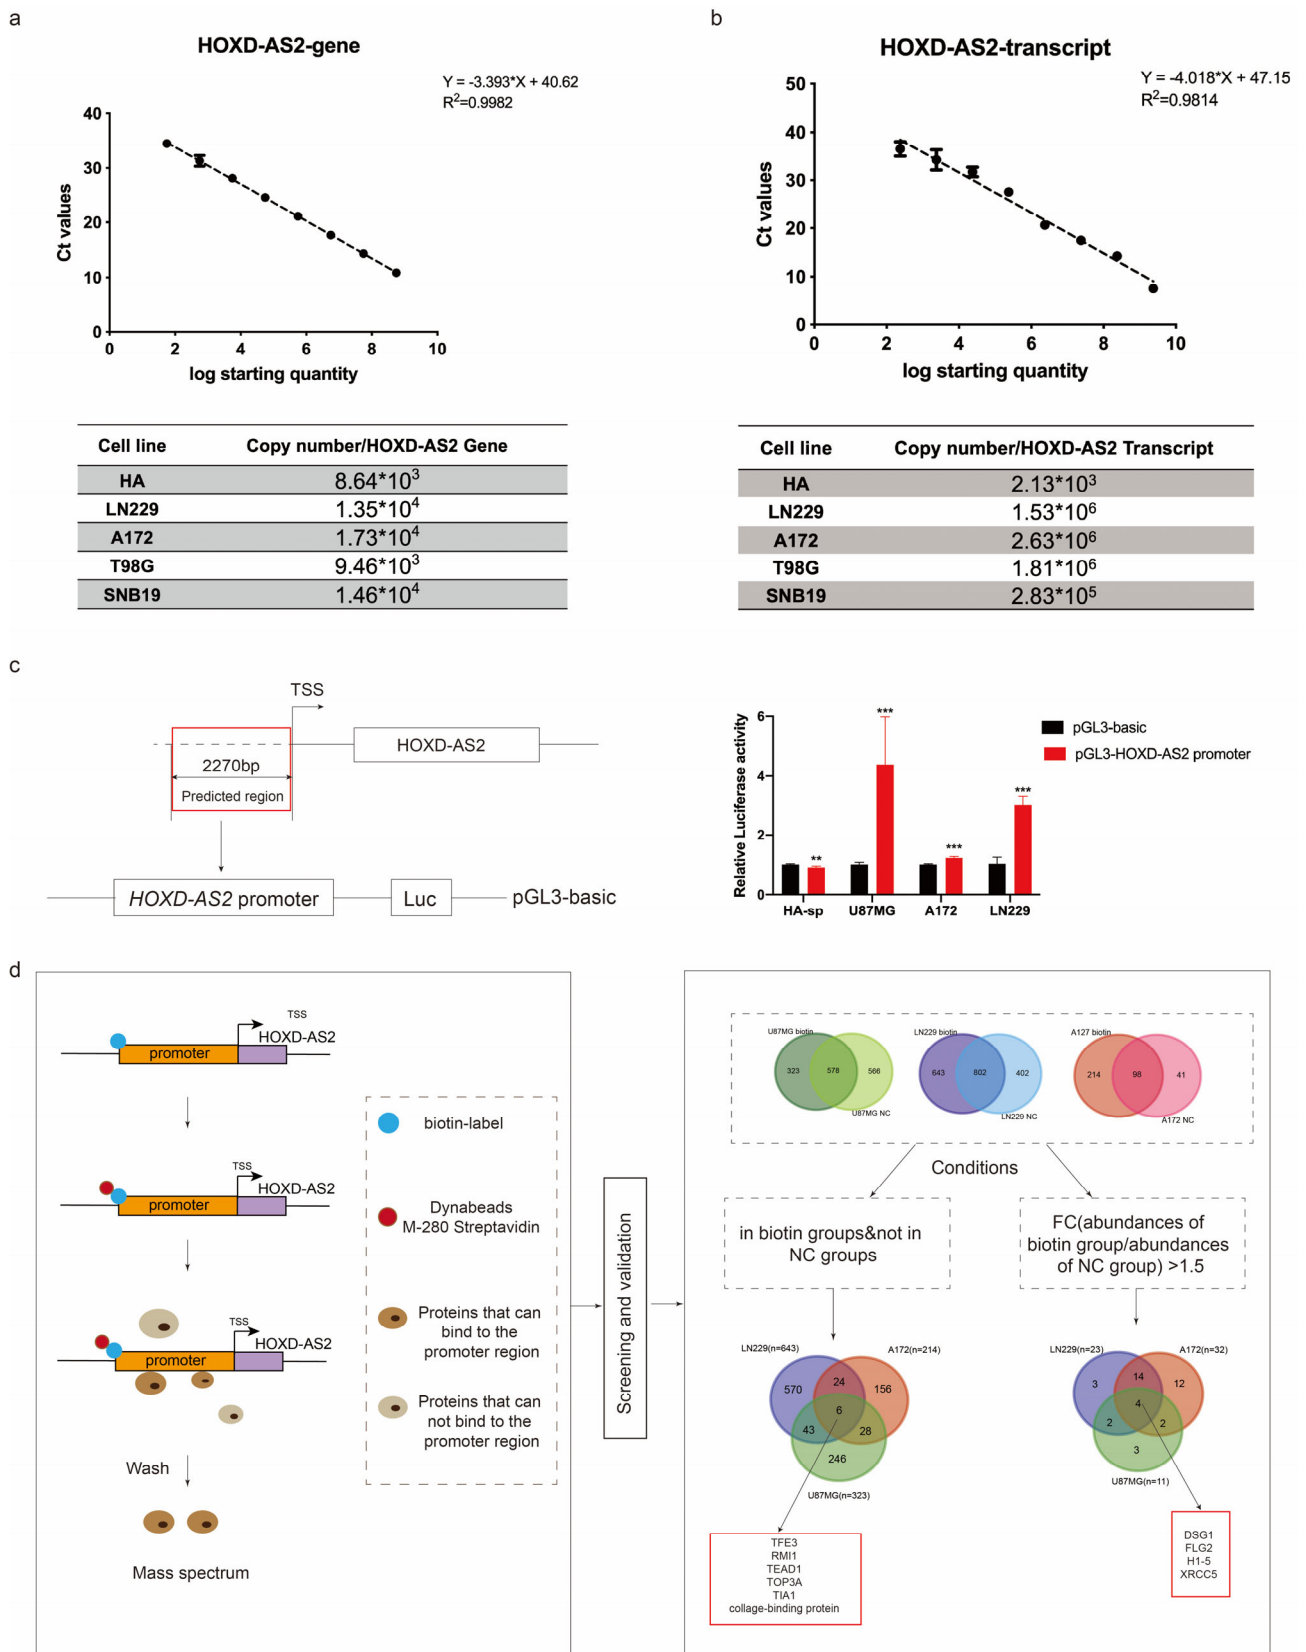 a
HOXD-AS2-gene
Y = -3.393*X + 40.62
R²=0.9982
40
30
20
10
0
Ct values
0 2 4 6 8 10
log starting quantity
Cell line Copy number/HOXD-AS2 Gene
HA 8.64*10³
LN229 1.35*10⁴
A172 1.73*10⁴
T98G 9.46*10³
SNB19 1.46*10⁴
b
HOXD-AS2-transcript
Y = -4.018*X + 47.15
R²=0.9814
50
40
30
20
10
0
Ct values
0 2 4 6 8 10
log starting quantity
Cell line Copy number/HOXD-AS2 Transcript
HA 2.13*10³
LN229 1.53*10⁶
A172 2.63*10⁶
T98G 1.81*10⁶
SNB19 2.83*10⁵
c
TSS
HOXD-AS2
2270bp
Predicted region
HOXD-AS2 promoter
Luc
pGL3-basic
Relative Luciferase activity
6
4
2
0
**
***
***
***
HA-sp U87MG A172 LN229
pGL3-basic
pGL3-HOXD-AS2 promoter
d
TSS
HOXD-AS2
promoter
TSS
HOXD-AS2
promoter
TSS
HOXD-AS2
promoter
Wash
Mass spectrum
biotin-label
Dynabeads
M-280 Streptavidin
Proteins that can
bind to the
promoter region
Proteins that can
not bind to the
promoter region
Screening and validation
U87MG biotin
323 578 566
U87MG NC
LN229 biotin
643 802 402
LN229 NC
A127 biotin
214 98 41
A172 NC
Conditions
in biotin groups&not in
NC groups
FC(abundances of
biotin group/abundances
of NC group) >1.5
LN229(n=643) A172(n=214)
570 24 156
6
43 28
246
U87MG(n=323)
TFE3
RMI1
TEAD1
TOP3A
TIA1
collage-binding protein
LN229(n=23) A172(n=32)
3 14 12
4
2 2
3
U87MG(n=11)
DSG1
FLG2
H1-5
XRCC5